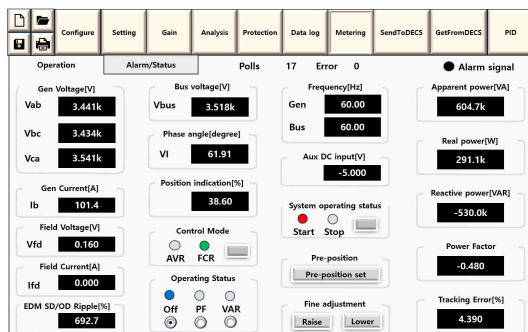 Configure Setting Gain Analysis Protection Data log Metering SendToDECS GetFromDECS PID
Operation Alarm/Status Polls 17 Error 0 Alarm signal
Gen Voltage[V]
Vab 3.441k
Vbc 3.434k
Vca 3.541k
Gen Current[A]
Ib 101.4
Field Voltage[V]
Vfd 0.160
Field Current[A]
Ifd 0.000
EDM SD/OD Ripple[%]
692.7
Bus voltage[V]
Vbus 3.518k
Phase angle[degree]
VI 61.91
Position indication[%]
38.60
Control Mode
AVR FCR
Operating Status
Off PF VAR
Frequency[Hz]
Gen 60.00
Bus 60.00
Aux DC input[V]
-5.000
System operating status
Start Stop
Pre-position
Pre-position set
Fine adjustment
Raise Lower
Apparent power[VA]
604.7k
Real power[W]
291.1k
Reactive power[VAR]
-530.0k
Power Factor
-0.480
Tracking Error[%]
4.390